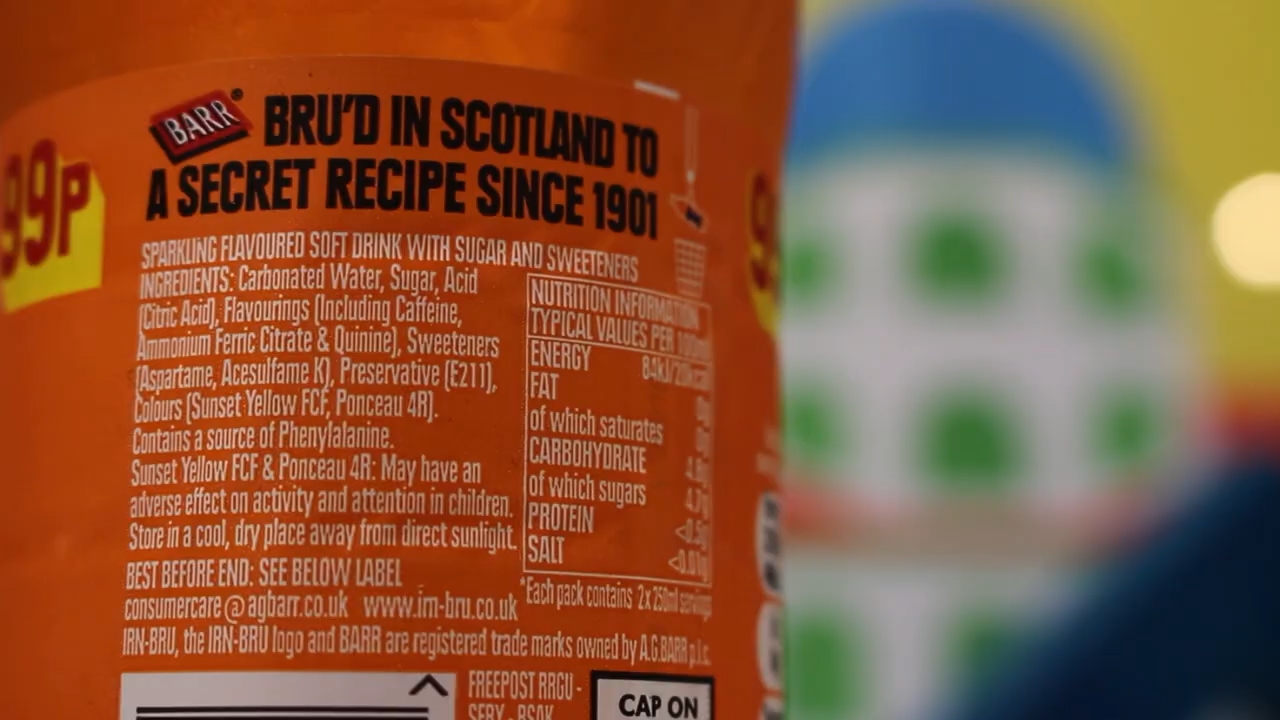 99P
BARR
BRU'D IN SCOTLAND TO
A SECRET RECIPE SINCE 1901
SPARKLING FLAVOURED SOFT DRINK WITH SUGAR AND SWEETENERS
INGREDIENTS: Carbonated Water, Sugar, Acid
(Citric Acid), Flavourings (Including Caffeine,
Ammonium Ferric Citrate & Quinine), Sweeteners
(Aspartame, Acesulfame K), Preservative (E211),
Colours (Sunset Yellow FCF, Ponceau 4R).
Contains a source of Phenylalanine.
Sunset Yellow FCF & Ponceau 4R: May have an
adverse effect on activity and attention in children.
Store in a cool, dry place away from direct sunlight.
BEST BEFORE END: SEE BELOW LABEL
consumercare@agbarr.co.uk www.irn-bru.co.uk
IRN-BRU, the IRN-BRU logo and BARR are registered trade marks owned by A.G.BARR p.l.c.
NUTRITION INFORMATION
TYPICAL VALUES PER 100ml
ENERGY 84kJ/20kcal
FAT
of which saturates
CARBOHYDRATE
of which sugars 4.7g
PROTEIN
SALT
*Each pack contains 2x250ml servings
FREEPOST RRGU-
CAP ON